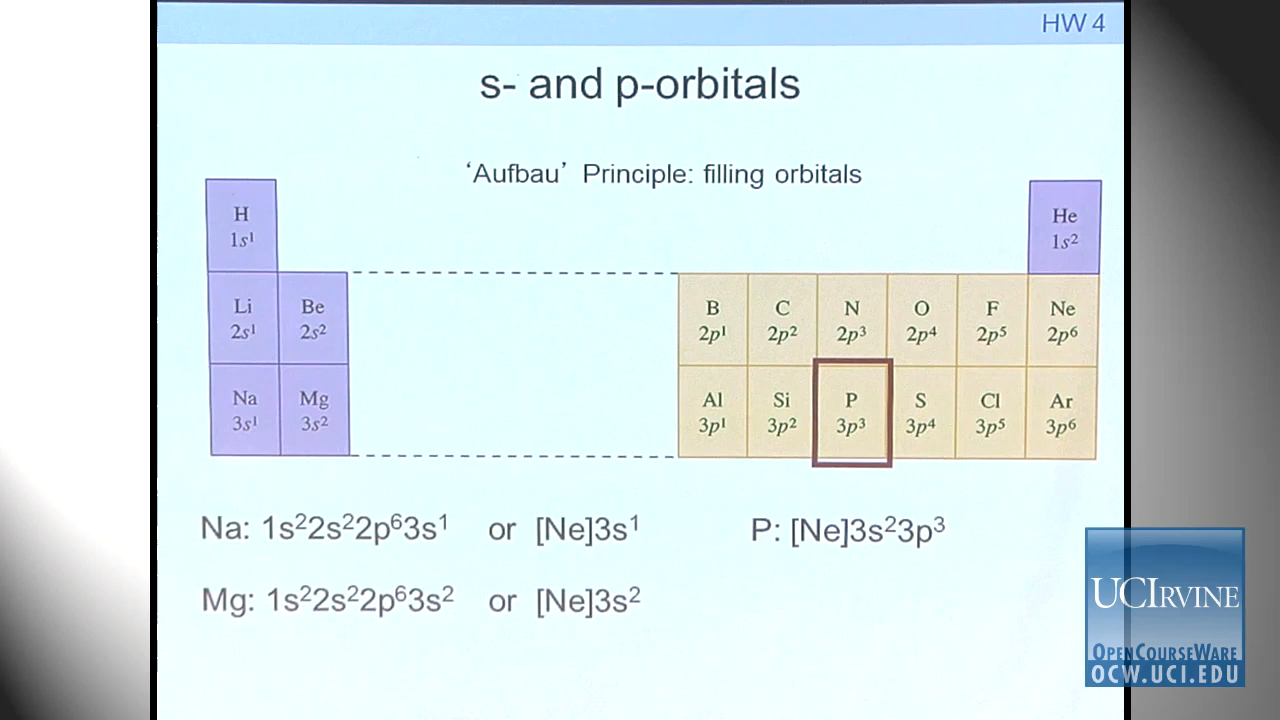 HW 4
s- and p-orbitals
‘Aufbau’ Principle: filling orbitals
H
1s¹
He
1s²
Li Be B C N O F Ne
2s¹ 2s² 2p¹ 2p² 2p³ 2p⁴ 2p⁵ 2p⁶
Na Mg Al Si P S Cl Ar
3s¹ 3s² 3p¹ 3p² 3p³ 3p⁴ 3p⁵ 3p⁶
Na: 1s²2s²2p⁶3s¹ or [Ne]3s¹ P: [Ne]3s²3p³
Mg: 1s²2s²2p⁶3s² or [Ne]3s²
UCIRVINE
OPENCOURSEWARE
OCW.UCI.EDU